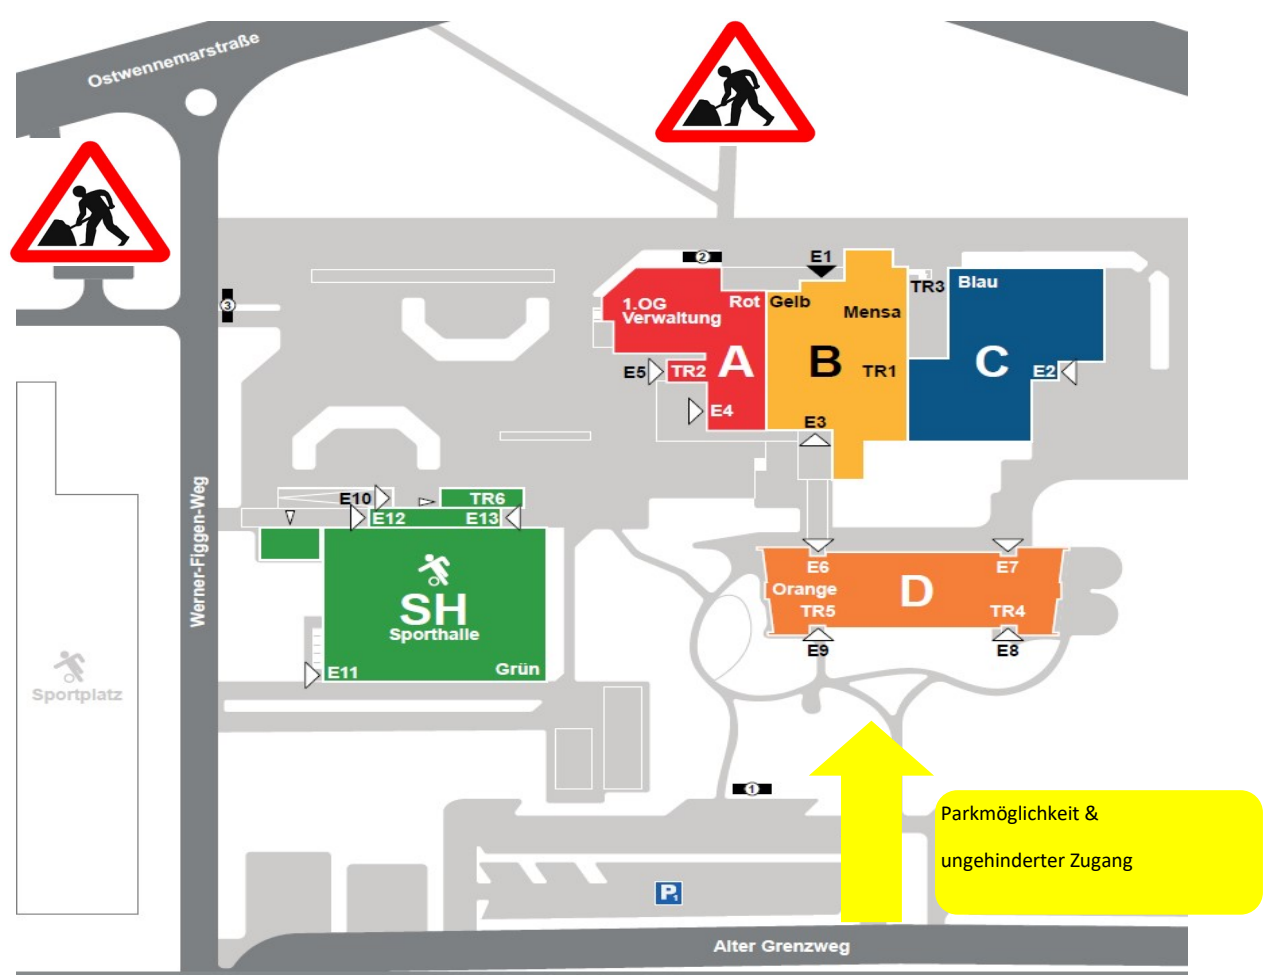 Ostwennemarstraße
2
E1
3
1.OG
Verwaltung
Rot
Gelb
Mensa
TR3
Blau
A
B
C
E5
TR2
TR1
E2
E4
E3
Werner-Figgen-Weg
E10
TR6
E12
E13
SH
Sporthalle
E11
Grün
Sportplatz
E6
E7
Orange
D
TR5
TR4
E9
E8
1
Parkmöglichkeit &
ungehinderter Zugang
P1
Alter Grenzweg